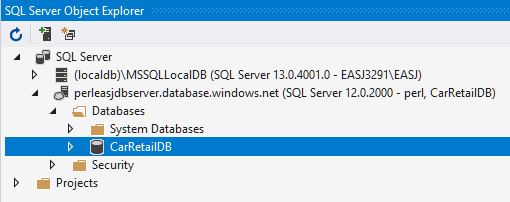 SQL Server Object Explorer
SQL Server
(localdb)\MSSQLLocalDB (SQL Server 13.0.4001.0 - EASJ3291\EASJ)
perleasjdbserver.database.windows.net (SQL Server 12.0.2000 - perl, CarRetailDB)
Databases
System Databases
CarRetailDB
Security
Projects